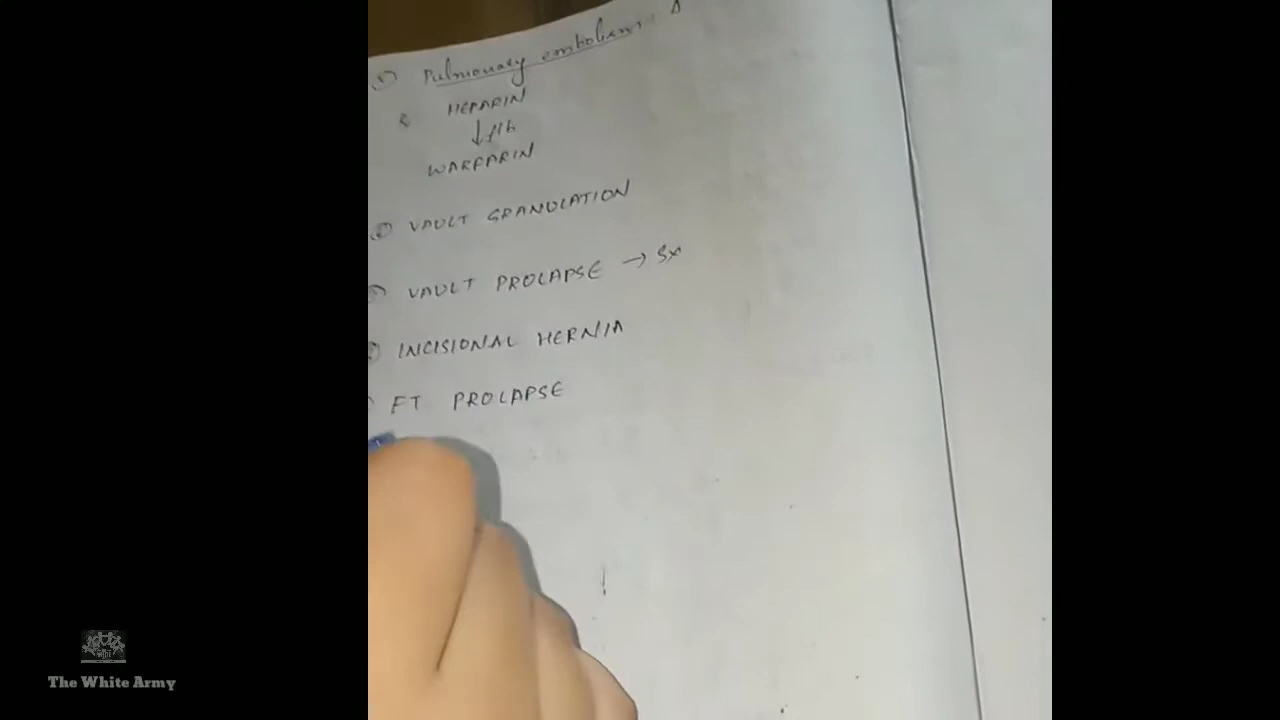 Pulmonary embolism:
HEPARIN
↓ f/b
WARFARIN
VAULT GRANULATION
VAULT PROLAPSE → Sx
INCISIONAL HERNIA
FT PROLAPSE
The White Army